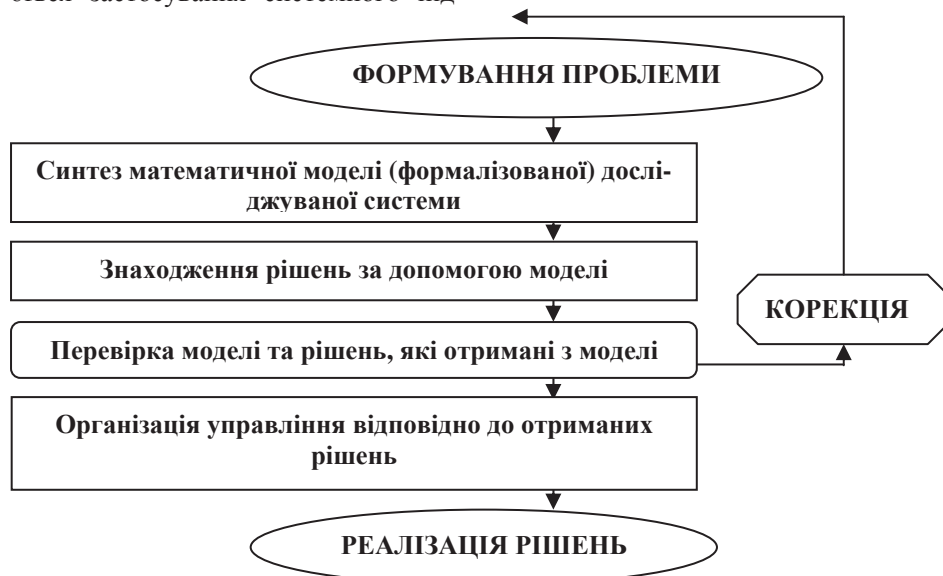 ться застосування системного під-
ФОРМУВАННЯ ПРОБЛЕМИ
Синтез математичної моделі (формалізованої) дослі-
джуваної системи
Знаходження рішень за допомогою моделі
КОРЕКЦІЯ
Перевірка моделі та рішень, які отримані з моделі
Організація управління відповідно до отриманих
рішень
РЕАЛІЗАЦІЯ РІШЕНЬ